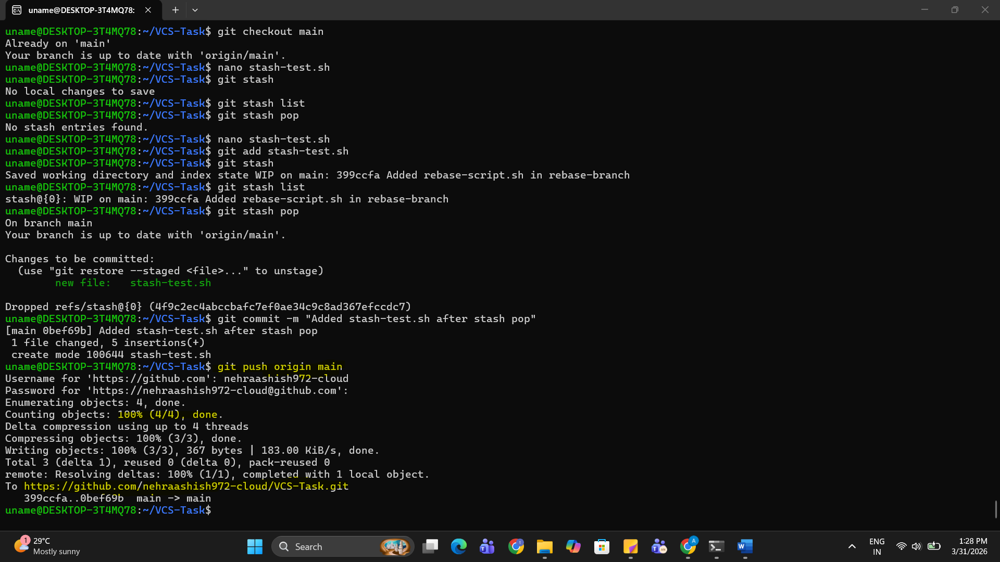 uname@DESKTOP-3T4MQ78:
uname@DESKTOP-3T4MQ78:~/VCS-Task$ git checkout main
Already on 'main'
Your branch is up to date with 'origin/main'.
uname@DESKTOP-3T4MQ78:~/VCS-Task$ nano stash-test.sh
uname@DESKTOP-3T4MQ78:~/VCS-Task$ git stash
No local changes to save
uname@DESKTOP-3T4MQ78:~/VCS-Task$ git stash list
uname@DESKTOP-3T4MQ78:~/VCS-Task$ git stash pop
No stash entries found.
uname@DESKTOP-3T4MQ78:~/VCS-Task$ nano stash-test.sh
uname@DESKTOP-3T4MQ78:~/VCS-Task$ git add stash-test.sh
uname@DESKTOP-3T4MQ78:~/VCS-Task$ git stash
Saved working directory and index state WIP on main: 399ccfa Added rebase-script.sh in rebase-branch
uname@DESKTOP-3T4MQ78:~/VCS-Task$ git stash list
stash@{0}: WIP on main: 399ccfa Added rebase-script.sh in rebase-branch
uname@DESKTOP-3T4MQ78:~/VCS-Task$ git stash pop
On branch main
Your branch is up to date with 'origin/main'.
Changes to be committed:
  (use "git restore --staged <file>..." to unstage)
        new file:   stash-test.sh
Dropped refs/stash@{0} (4f9c2ec4abccbafc7ef0ae34c9c8ad367efccdc7)
uname@DESKTOP-3T4MQ78:~/VCS-Task$ git commit -m "Added stash-test.sh after stash pop"
[main 0bef69b] Added stash-test.sh after stash pop
 1 file changed, 5 insertions(+)
 create mode 100644 stash-test.sh
uname@DESKTOP-3T4MQ78:~/VCS-Task$ git push origin main
Username for 'https://github.com': nehraashish972-cloud
Password for 'https://nehraashish972-cloud@github.com':
Enumerating objects: 4, done.
Counting objects: 100% (4/4), done.
Delta compression using up to 4 threads
Compressing objects: 100% (3/3), done.
Writing objects: 100% (3/3), 367 bytes | 183.00 KiB/s, done.
Total 3 (delta 1), reused 0 (delta 0), pack-reused 0
remote: Resolving deltas: 100% (1/1), completed with 1 local object.
To https://github.com/nehraashish972-cloud/VCS-Task.git
   399ccfa..0bef69b  main -> main
uname@DESKTOP-3T4MQ78:~/VCS-Task$
1
29°C
Mostly sunny
Search
ENG
IN
1:28 PM
3/31/2026